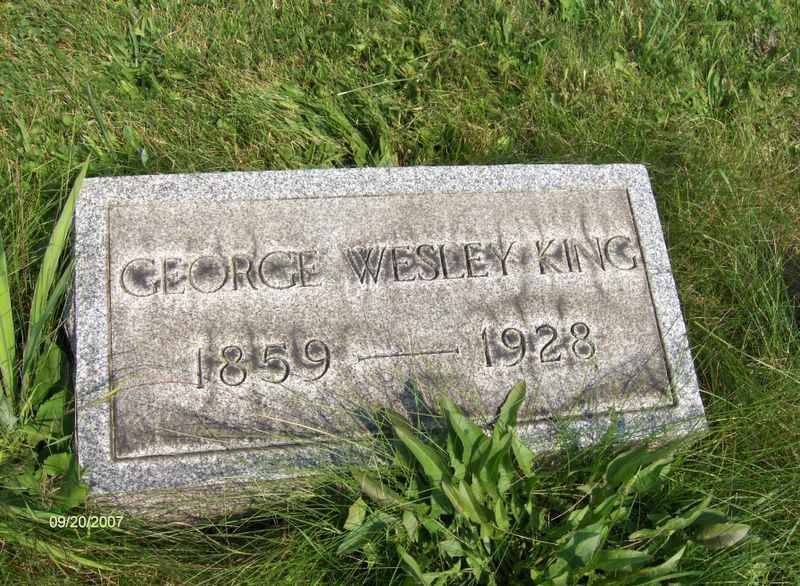 GEORGE WESLEY KING
1859 — 1928
09/20/2007